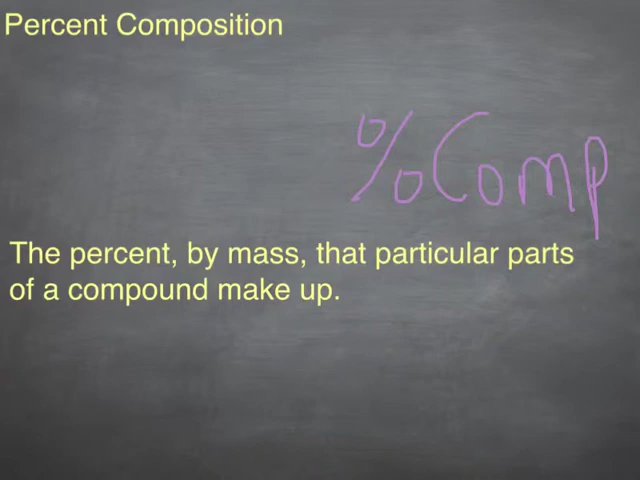 Percent Composition
%Comp
The percent, by mass, that particular parts
of a compound make up.